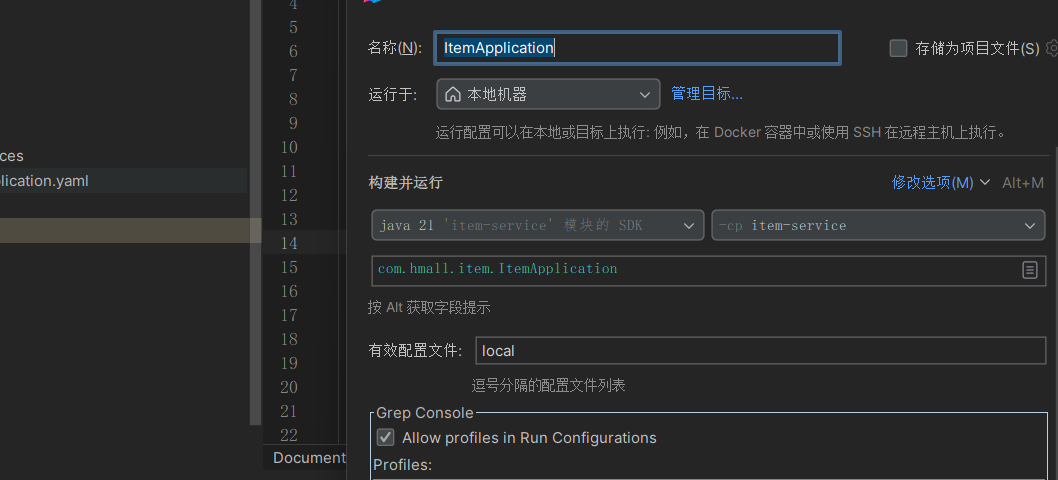 4
5
6
7
8
9
10
11
12
13
14
15
16
17
18
19
20
21
22
ces
lication.yaml
Document
名称(N): ItemApplication 存储为项目文件(S)
运行于: 本地机器 管理目标...
运行配置可以在本地或目标上执行: 例如，在 Docker 容器中或使用 SSH 在远程主机上执行。
构建并运行 修改选项(M) Alt+M
java 21 'item-service' 模块的 SDK -cp item-service
com.hmall.item.ItemApplication
按 Alt 获取字段提示
有效配置文件: local
逗号分隔的配置文件列表
Grep Console
Allow profiles in Run Configurations
Profiles: